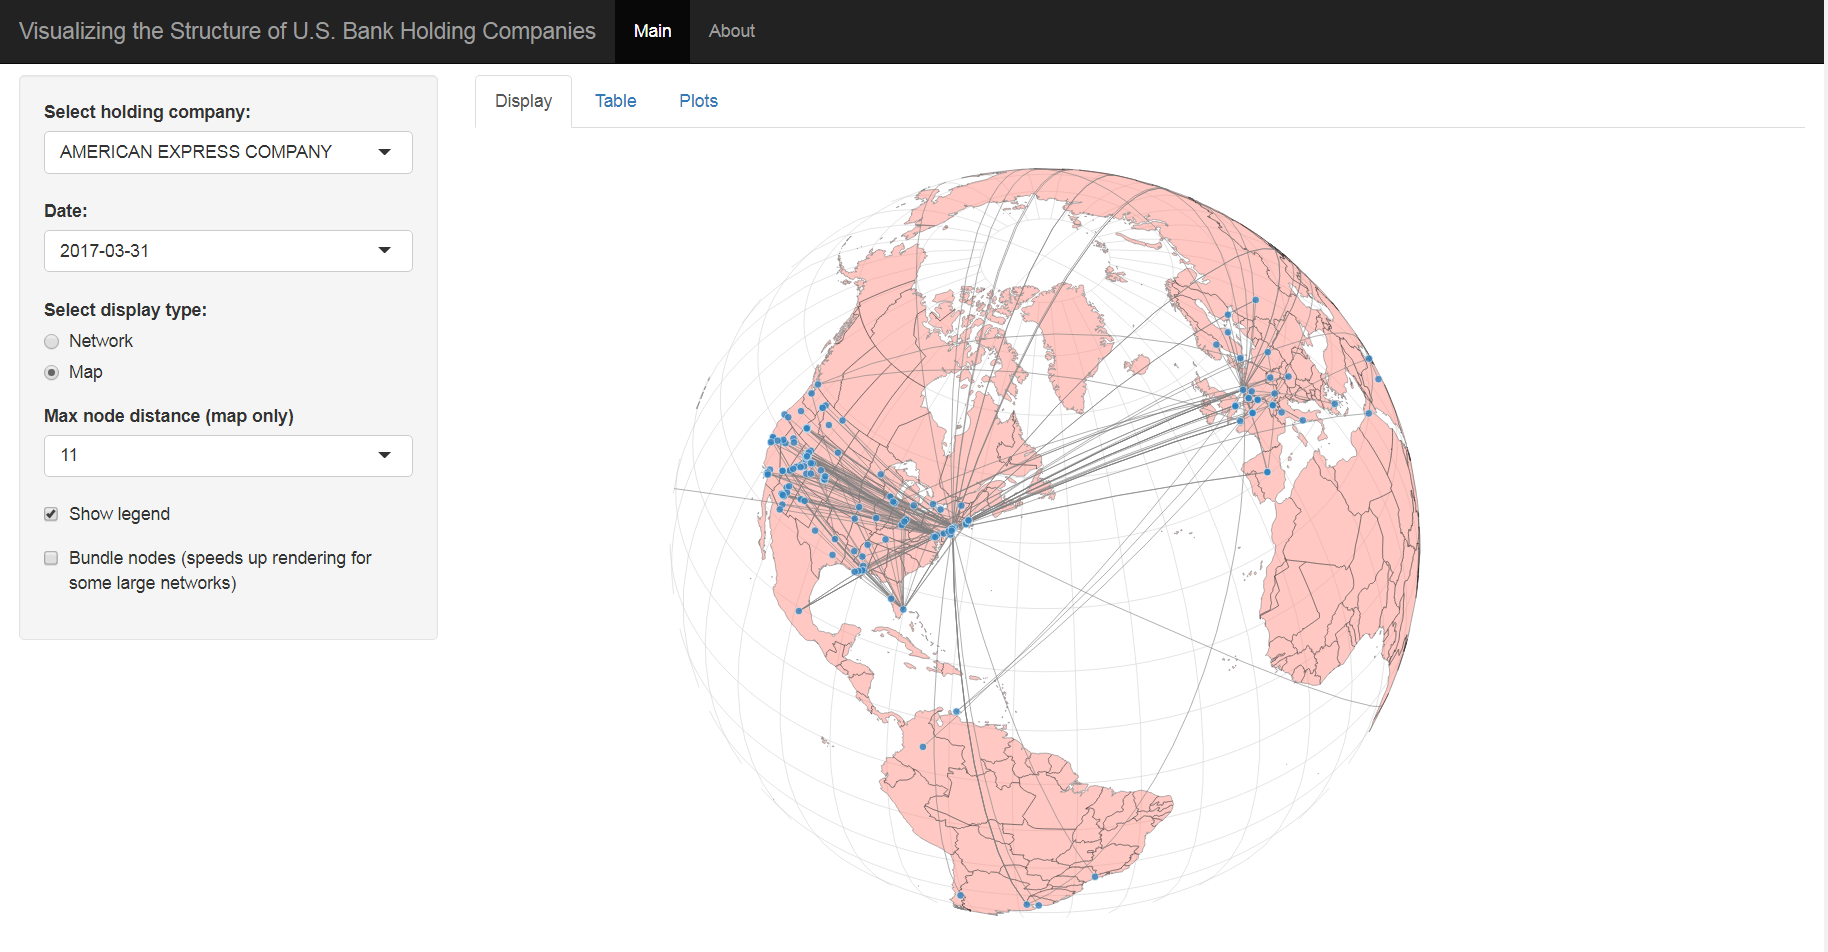 Visualizing the Structure of U.S. Bank Holding Companies
Main
About
Select holding company:
AMERICAN EXPRESS COMPANY
Date:
2017-03-31
Select display type:
Network
Map
Max node distance (map only)
11
Show legend
Bundle nodes (speeds up rendering for
some large networks)
Display
Table
Plots